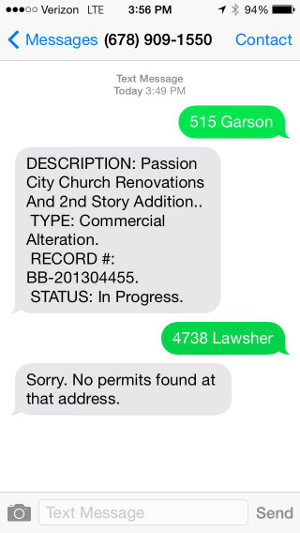 Verizon LTE 3:56 PM 94%
Messages (678) 909-1550 Contact
Text Message
Today 3:49 PM
515 Garson
DESCRIPTION: Passion
City Church Renovations
And 2nd Story Addition..
TYPE: Commercial
Alteration.
RECORD #:
BB-201304455.
STATUS: In Progress.
4738 Lawsher
Sorry. No permits found at
that address.
Text Message Send